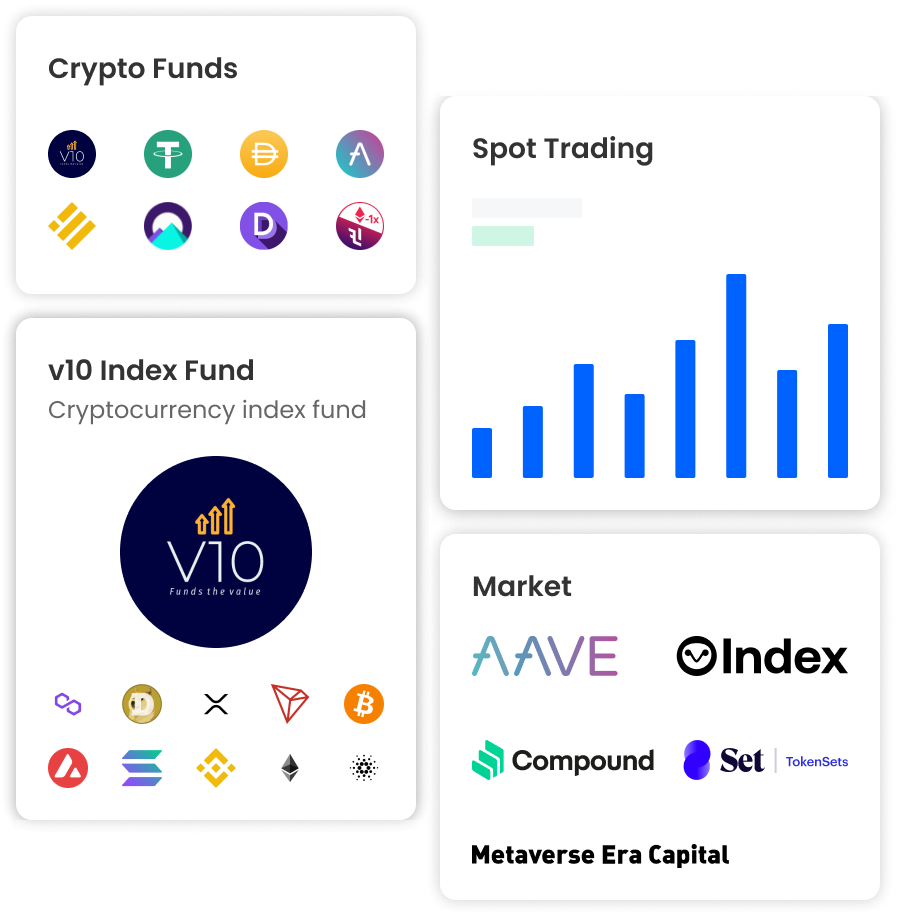 Crypto Funds
V10
-1x
v10 Index Fund
Cryptocurrency index fund
V10
Funds the value
Spot Trading
Market
AAVE
Index
Compound
Set | TokenSets
Metaverse Era Capital